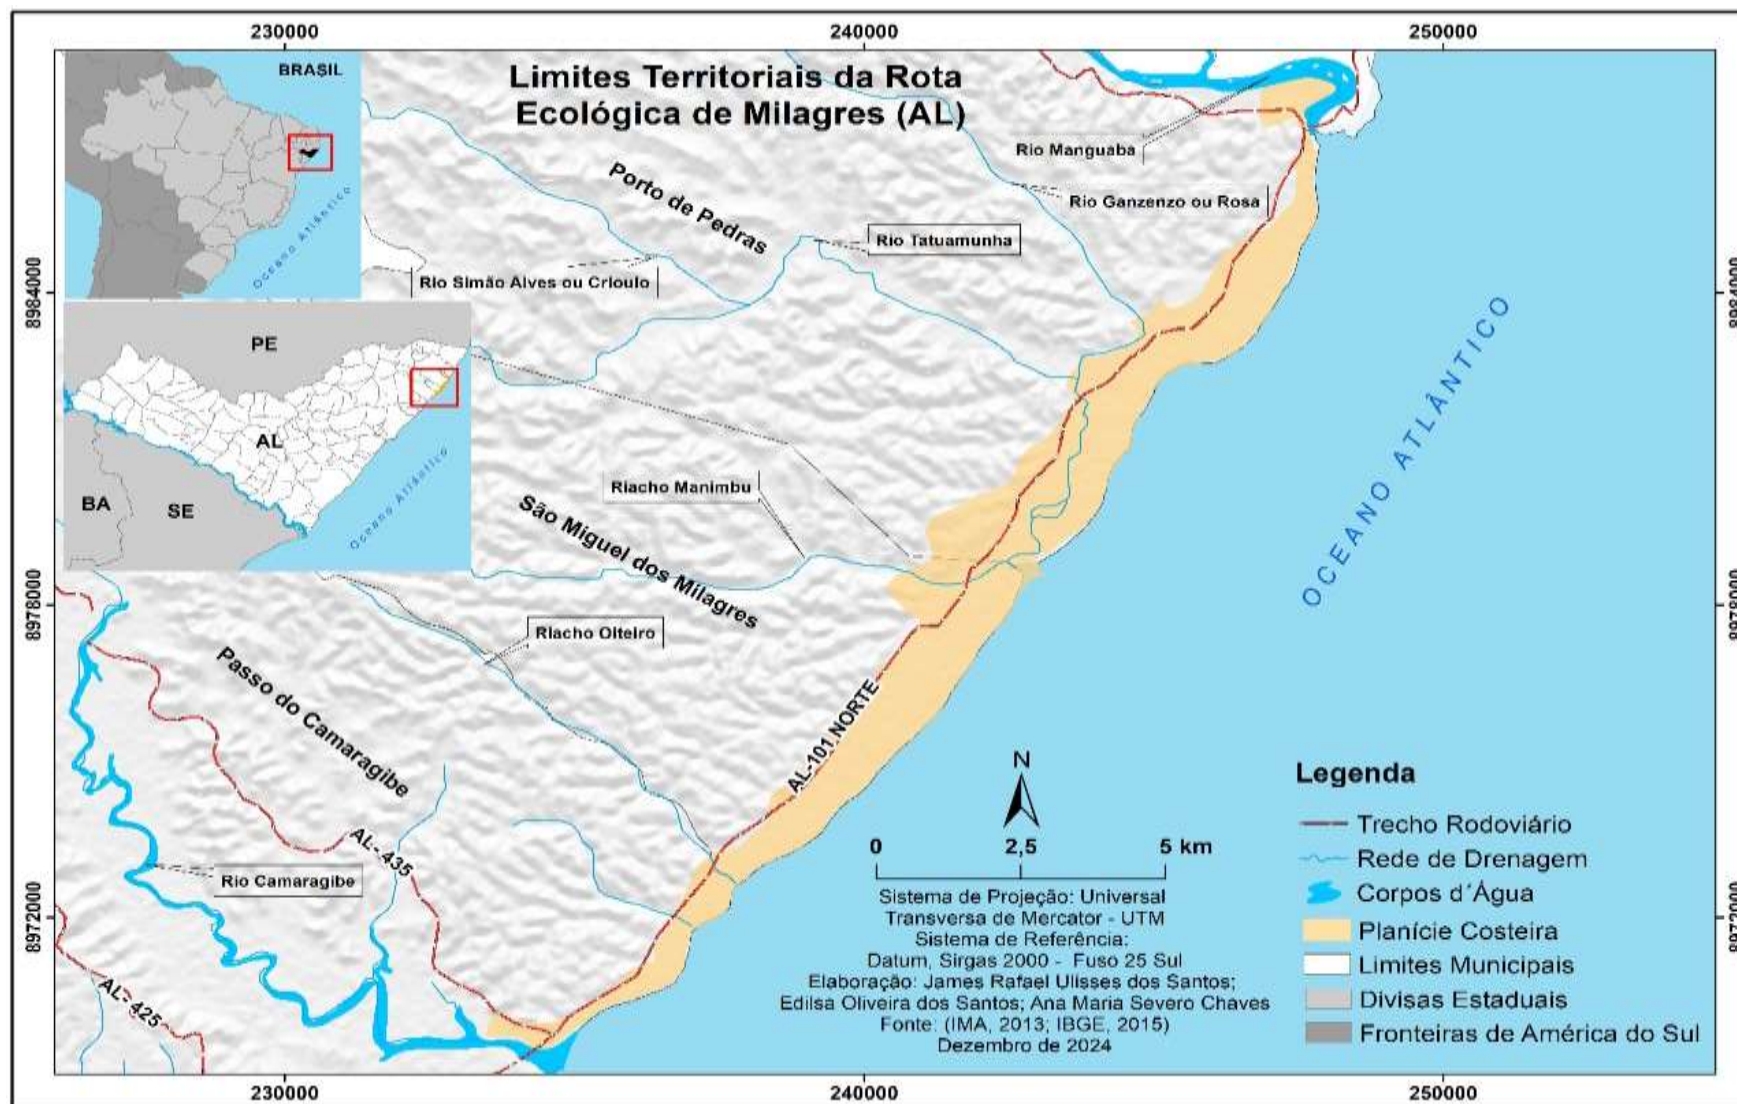 230000
240000
250000
BRASIL
Oceano Atlântico
Limites Territoriais da Rota
Ecológica de Milagres (AL)
Rio Manguaba
Rio Ganzenzo ou Rosa
Porto de Pedras
Rio Tatuamunha
Rio Simão Alves ou Crioulo
8984000
8984000
PE
AL
BA
SE
Oceano Atlântico
OCEANO ATLÂNTICO
Riacho Manimbu
São Miguel dos Milagres
8978000
8978000
Riacho Oiteiro
Passo do Camaragibe
AL-101 NORTE
AL-435
Rio Camaragibe
8972000
8972000
AL-425
N
0 2,5 5 km
Sistema de Projeção: Universal
Transversa de Mercator - UTM
Sistema de Referência:
Datum, Sirgas 2000 - Fuso 25 Sul
Elaboração: James Rafael Ulisses dos Santos;
Edilsa Oliveira dos Santos; Ana Maria Severo Chaves
Fonte: (IMA, 2013; IBGE, 2015)
Dezembro de 2024
Legenda
Trecho Rodoviário
Rede de Drenagem
Corpos d´Água
Planície Costeira
Limites Municipais
Divisas Estaduais
Fronteiras de América do Sul
230000
240000
250000